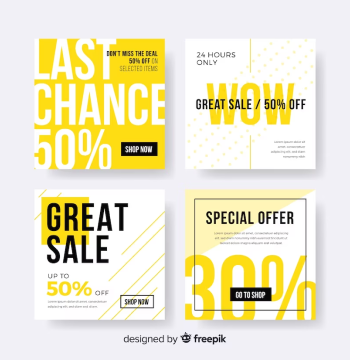 LAST
CHANCE
50%
DON'T MISS THE DEAL
50% OFF ON
SELECTED ITEMS
SHOP NOW
24 HOURS
ONLY
WOW
GREAT SALE / 50% OFF
GREAT
SALE
UP TO
50% OFF
SHOP NOW
SPECIAL OFFER
30%
GO TO SHOP
designed by freepik